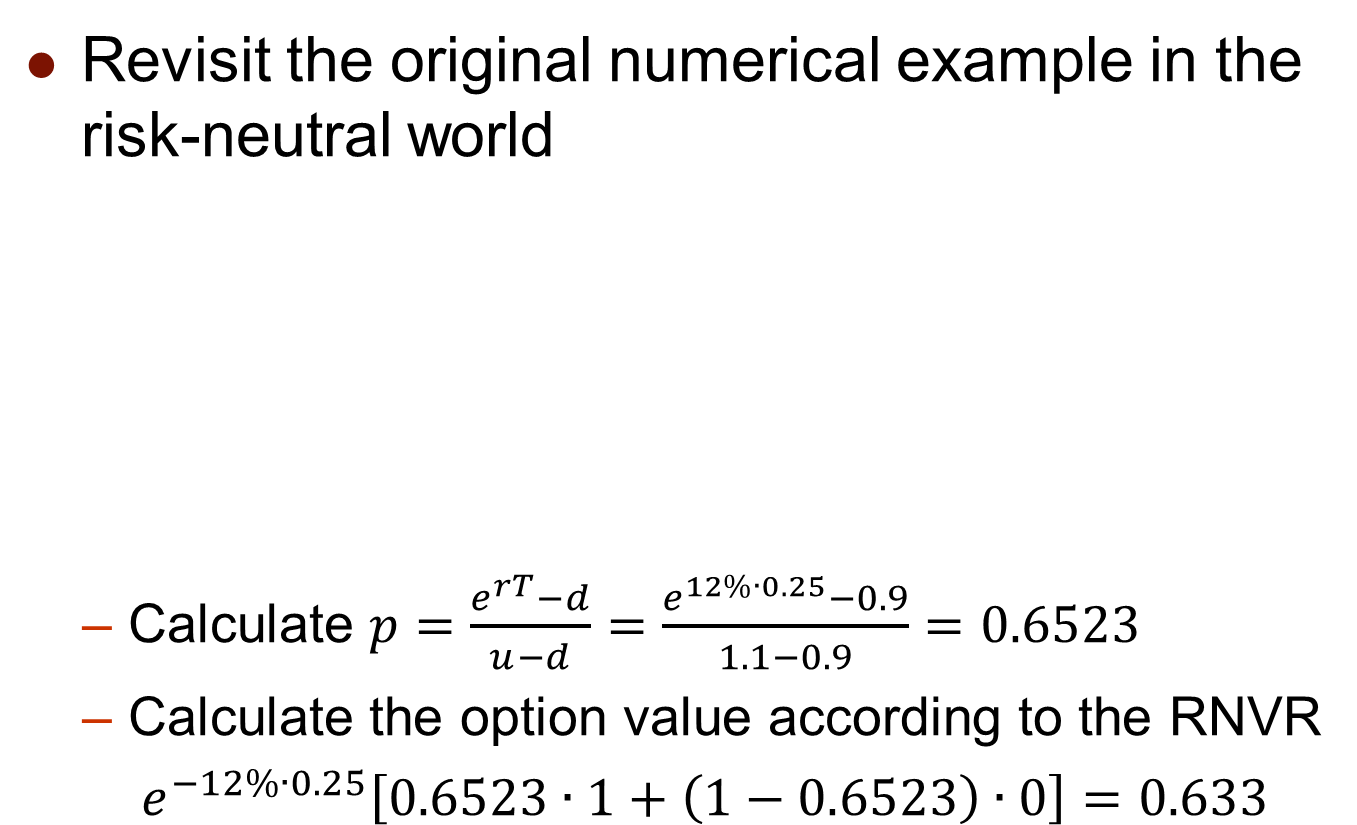 • Revisit the original numerical example in the
risk-neutral world
– Calculate p = \frac{e^{rT}-d}{u-d} = \frac{e^{12\%·0.25}-0.9}{1.1-0.9} = 0.6523
– Calculate the option value according to the RNVR
e^{-12\%·0.25}[0.6523 · 1 + (1 − 0.6523) · 0] = 0.633